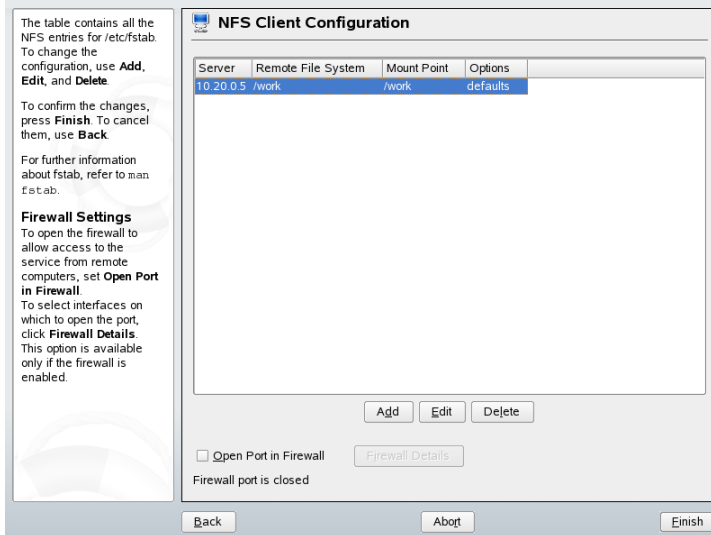 The table contains all the
NFS entries for /etc/fstab.
To change the
configuration, use Add,
Edit, and Delete.
To confirm the changes,
press Finish. To cancel
them, use Back.
For further information
about fstab, refer to man
fstab.
Firewall Settings
To open the firewall to
allow access to the
service from remote
computers, set Open Port
in Firewall.
To select interfaces on
which to open the port,
click Firewall Details.
This option is available
only if the firewall is
enabled.
NFS Client Configuration
Server Remote File System Mount Point Options
10.20.0.5 /work /work defaults
Add Edit Delete
Open Port in Firewall Firewall Details
Firewall port is closed
Back Abort Finish